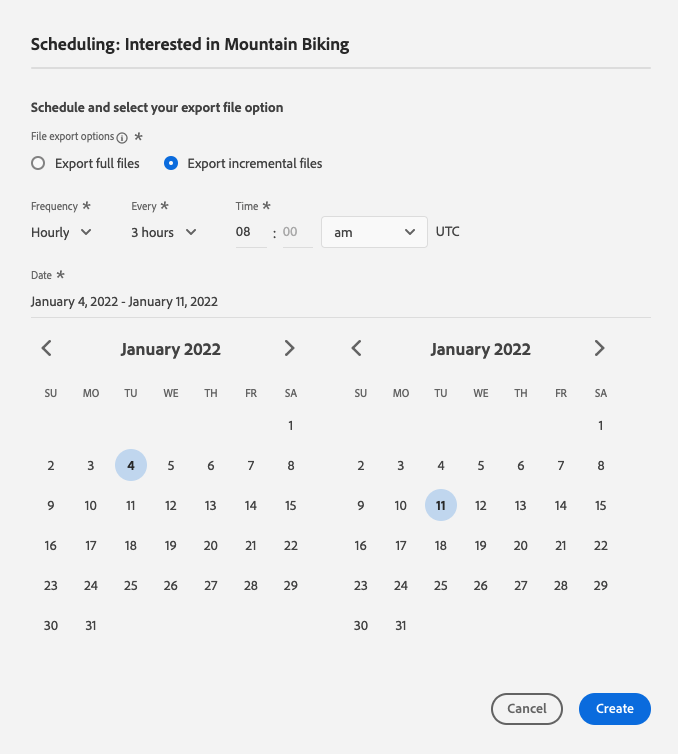 Scheduling: Interested in Mountain Biking
Schedule and select your export file option
File export options *
Export full files Export incremental files
Frequency * Every * Time *
Hourly 3 hours 08 : 00 am UTC
Date *
January 4, 2022 - January 11, 2022
January 2022 January 2022
SU MO TU WE TH FR SA SU MO TU WE TH FR SA
1 1
2 3 4 5 6 7 8 2 3 4 5 6 7 8
9 10 11 12 13 14 15 9 10 11 12 13 14 15
16 17 18 19 20 21 22 16 17 18 19 20 21 22
23 24 25 26 27 28 29 23 24 25 26 27 28 29
30 31 30 31
Cancel Create